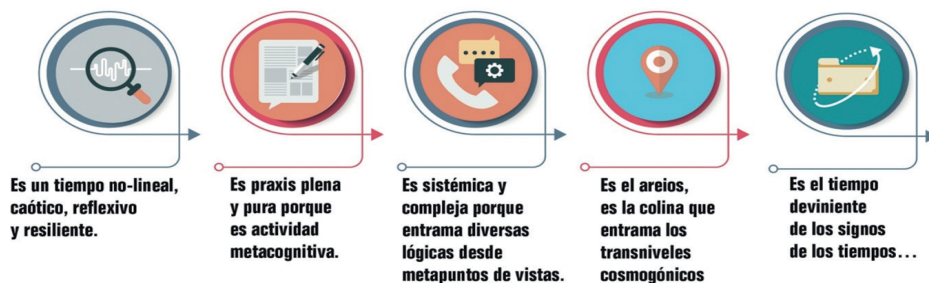 Es un tiempo no-lineal,
caótico, reflexivo
y resiliente.
Es praxis plena
y pura porque
es actividad
metacognitiva.
Es sistémica y
compleja porque
entrama diversas
lógicas desde
metapuntos de vistas.
Es el areios,
es la colina que
entrama los
transniveles
cosmogónicos
Es el tiempo
deviniente
de los signos
de los tiempos...